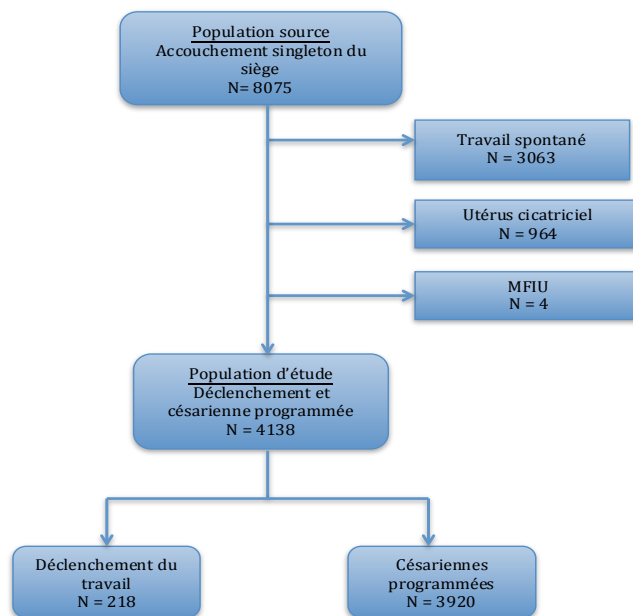 Population source
Accouchement singleton du
siège
N= 8075
Travail spontané
N = 3063
Utérus cicatriciel
N = 964
MFIU
N = 4
Population d'étude
Déclenchement et
césarienne programmée
N = 4138
Déclenchement du
travail
N = 218
Césariennes
programmées
N = 3920